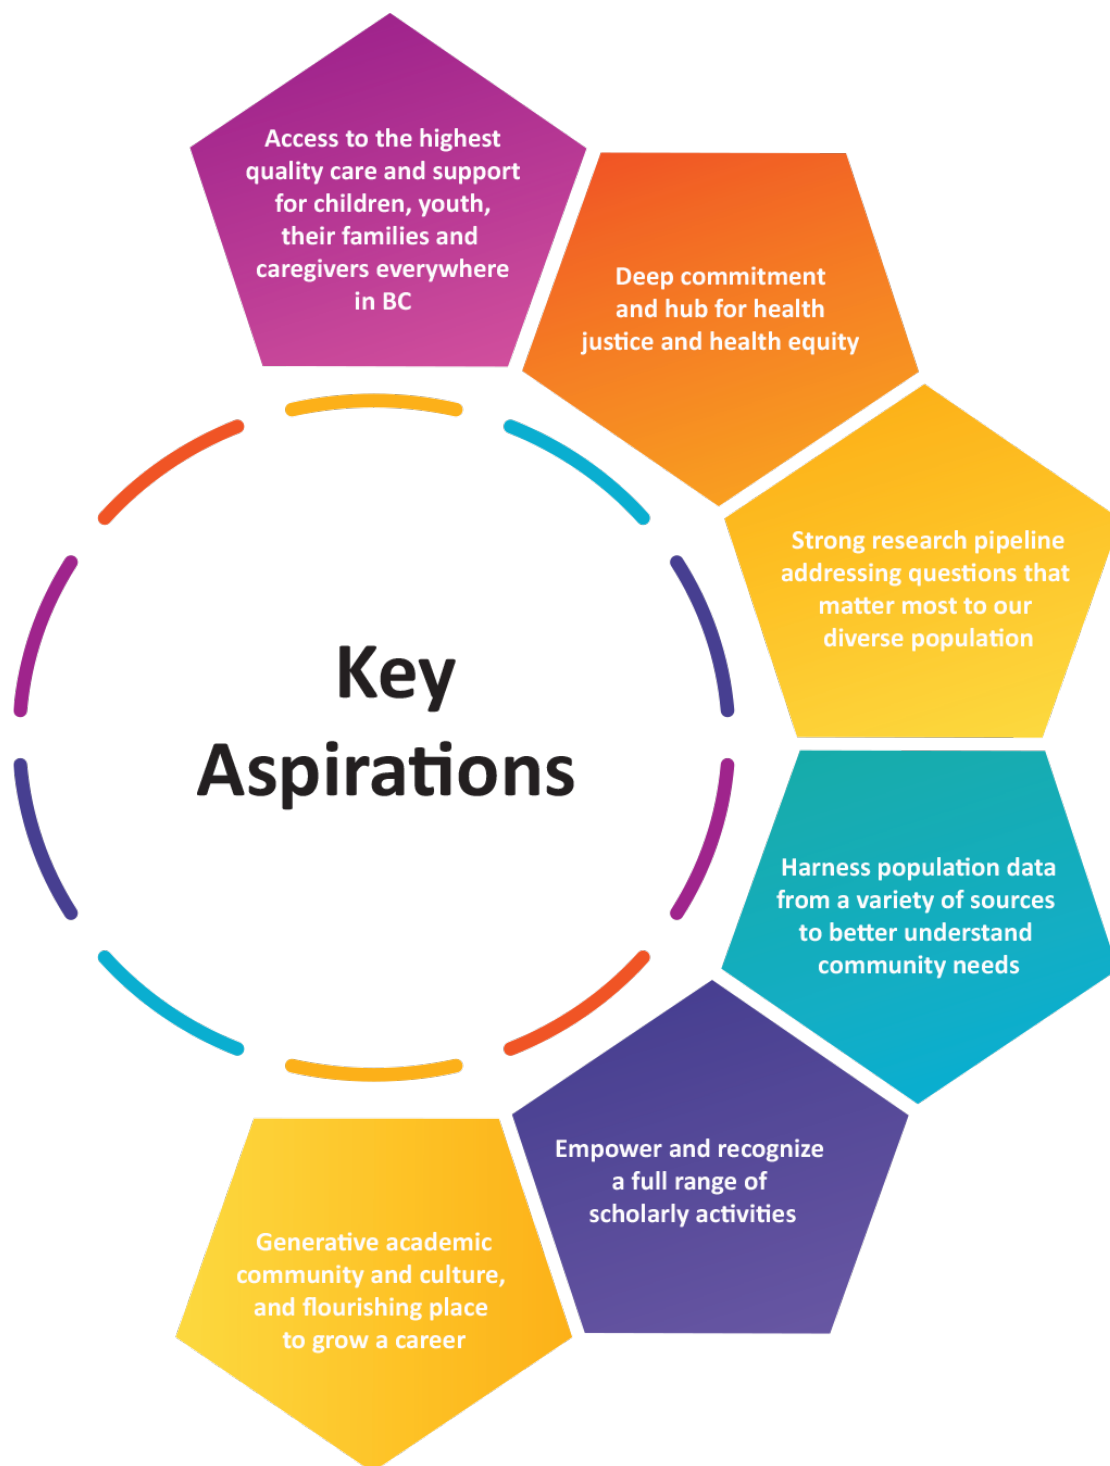 Access to the highest
quality care and support
for children, youth,
their families and
caregivers everywhere
in BC
Deep commitment
and hub for health
justice and health equity
Strong research pipeline
addressing questions that
matter most to our
diverse population
Key
Aspirations
Harness population data
from a variety of sources
to better understand
community needs
Empower and recognize
a full range of
scholarly activities
Generative academic
community and culture,
and flourishing place
to grow a career